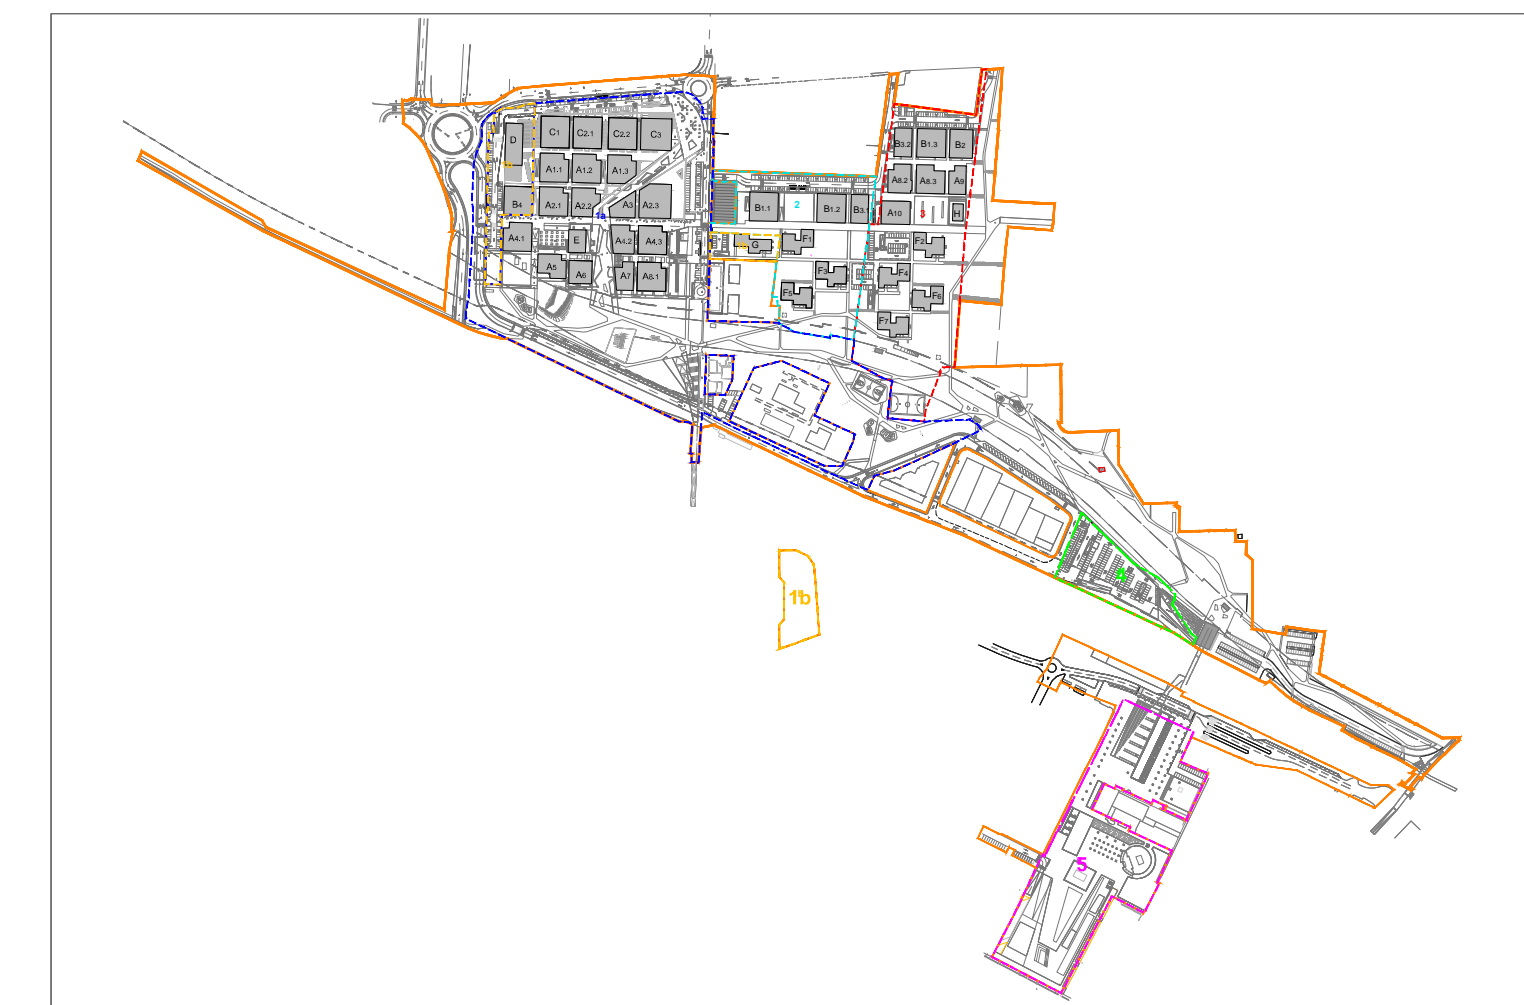 D C1 C2.1 C2.2 C3
B3.2 B1.3 B2
A1.1 A1.2 A1.3
A8.2 A8.3 A9
B4 A2.1 A2.2 A3 A2.3
1a
B1.1 2 B1.2 B3.1 A10 3 H
A4.1 E A4.2 A4.3
G F1 F2
A5 A6 A7 A8.1
F3 F4
F5 F6
F7
4
1b
5